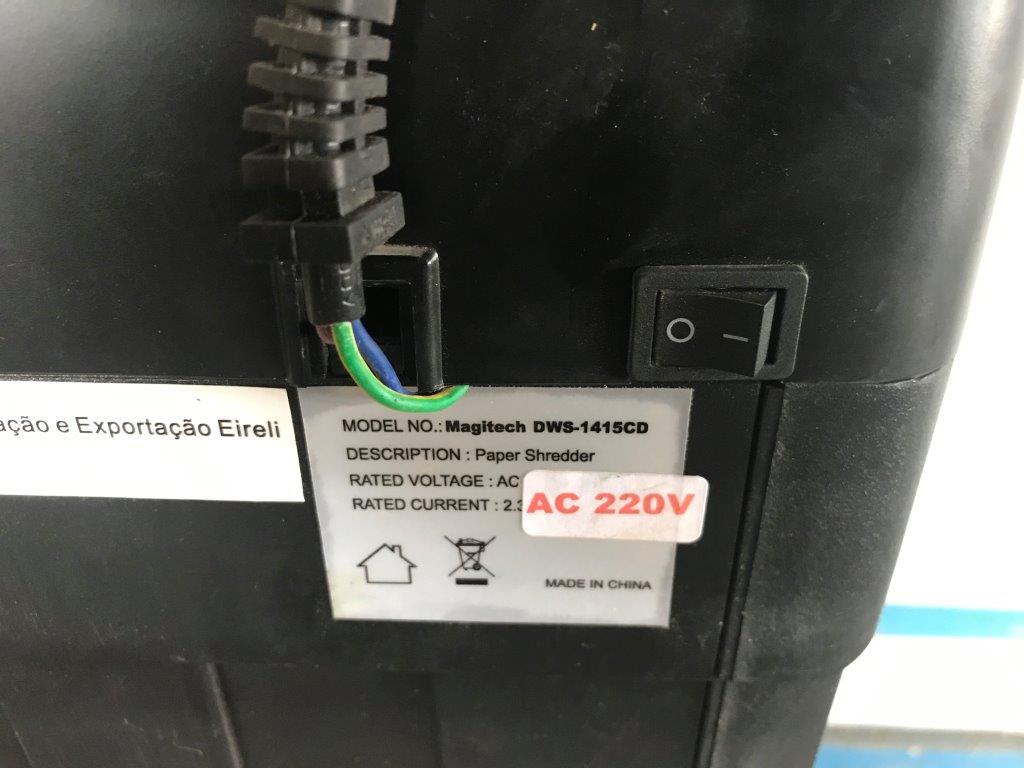 ação e Exportação Eireli
MODEL NO.: Magitech DWS-1415CD
DESCRIPTION : Paper Shredder
RATED VOLTAGE : AC
RATED CURRENT : 2.3
AC 220V
MADE IN CHINA
O I